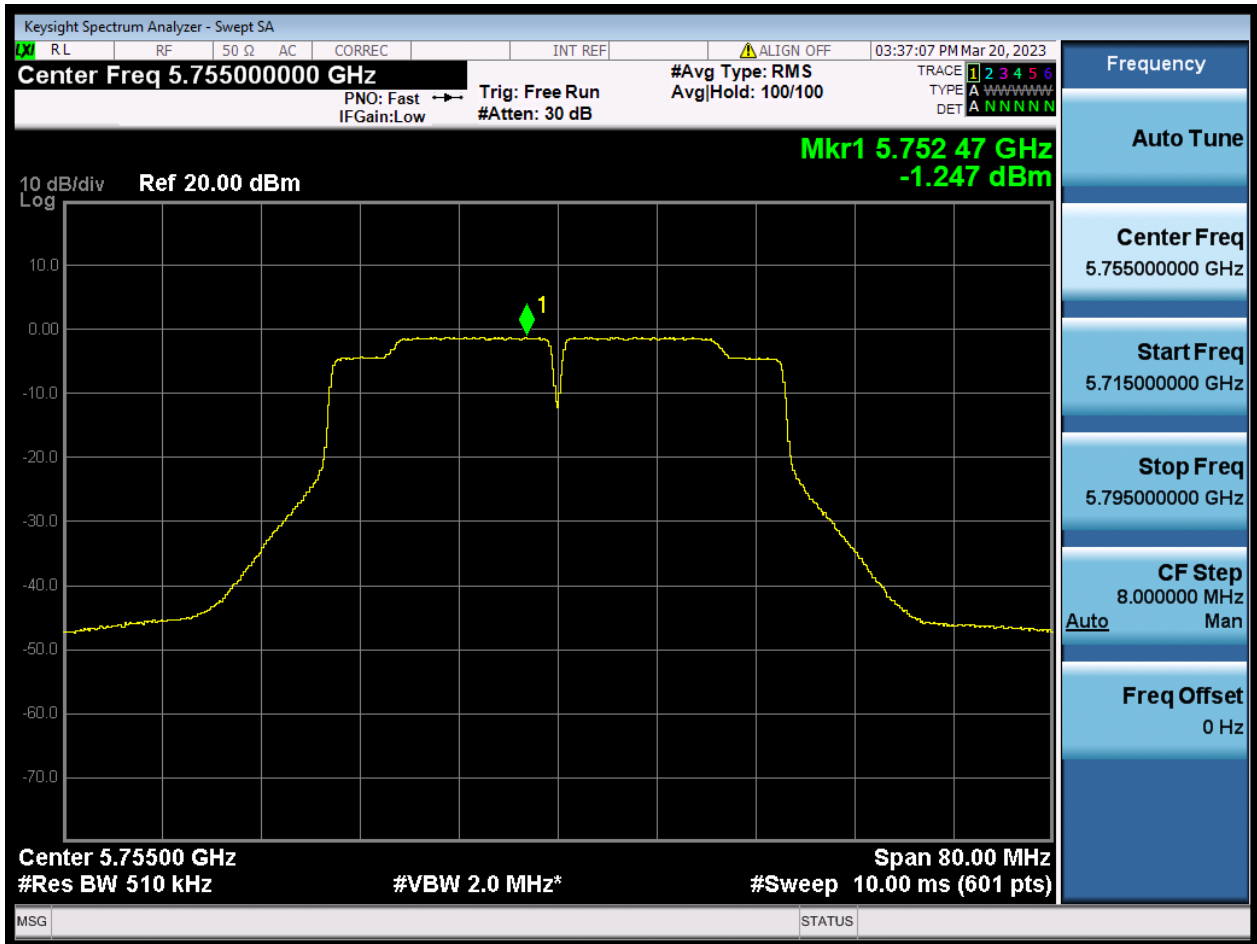 Keysight Spectrum Analyzer - Swept SA
LXI RL RF 50 Ω AC CORREC INT REF ALIGN OFF 03:37:07 PM Mar 20, 2023
Center Freq 5.755000000 GHz
PNO: Fast
IFGain:Low
Trig: Free Run
#Atten: 30 dB
#Avg Type: RMS
Avg|Hold: 100/100
TRACE 1 2 3 4 5 6
TYPE A WWWWW
DET A N N N N N
Mkr1 5.752 47 GHz
-1.247 dBm
10 dB/div Ref 20.00 dBm
Log
10.0
0.00
-10.0
-20.0
-30.0
-40.0
-50.0
-60.0
-70.0
1
Center 5.75500 GHz Span 80.00 MHz
#Res BW 510 kHz #VBW 2.0 MHz* #Sweep 10.00 ms (601 pts)
MSG STATUS
Frequency
Auto Tune
Center Freq
5.755000000 GHz
Start Freq
5.715000000 GHz
Stop Freq
5.795000000 GHz
CF Step
8.000000 MHz
Auto Man
Freq Offset
0 Hz